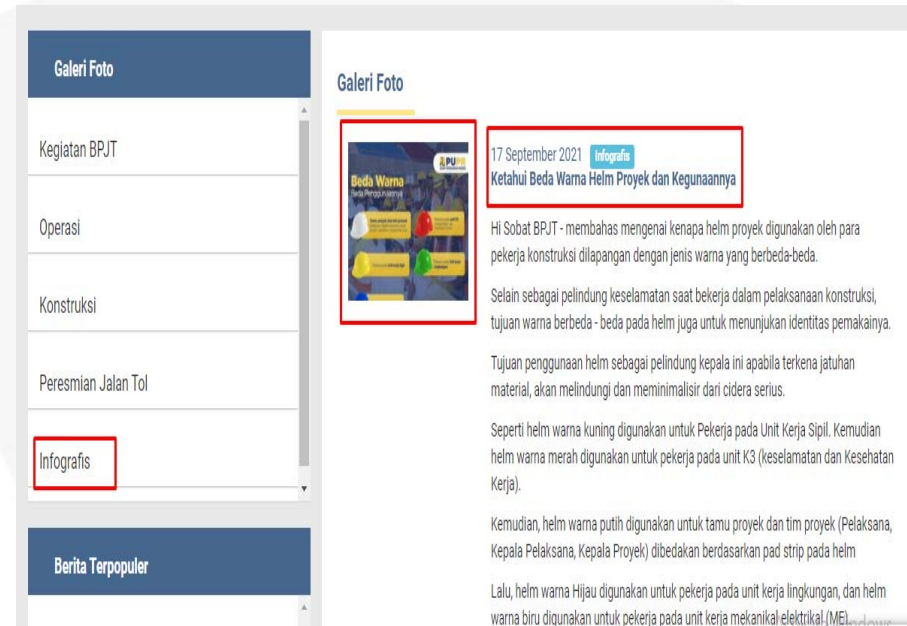 Galeri Foto
Kegiatan BPJT
Operasi
Konstruksi
Peresmian Jalan Tol
Infografis
Berita Terpopuler
Galeri Foto
PUPR
Beda Warna
Beda Penggunaannya
17 September 2021 Infografis
Ketahui Beda Warna Helm Proyek dan Kegunaannya
Hi Sobat BPJT - membahas mengenai kenapa helm proyek digunakan oleh para
pekerja konstruksi dilapangan dengan jenis warna yang berbeda-beda.
Selain sebagai pelindung keselamatan saat bekerja dalam pelaksanaan konstruksi,
tujuan warna berbeda - beda pada helm juga untuk menunjukan identitas pemakainya.
Tujuan penggunaan helm sebagai pelindung kepala ini apabila terkena jatuhan
material, akan melindungi dan meminimalisir dari cidera serius.
Seperti helm warna kuning digunakan untuk Pekerja pada Unit Kerja Sipil. Kemudian
helm warna merah digunakan untuk pekerja pada unit K3 (keselamatan dan Kesehatan
Kerja).
Kemudian, helm warna putih digunakan untuk tamu proyek dan tim proyek (Pelaksana,
Kepala Pelaksana, Kepala Proyek) dibedakan berdasarkan pad strip pada helm
Lalu, helm warna Hijau digunakan untuk pekerja pada unit kerja lingkungan, dan helm
warna biru digunakan untuk pekerja pada unit kerja mekanikal elektrikal (ME)